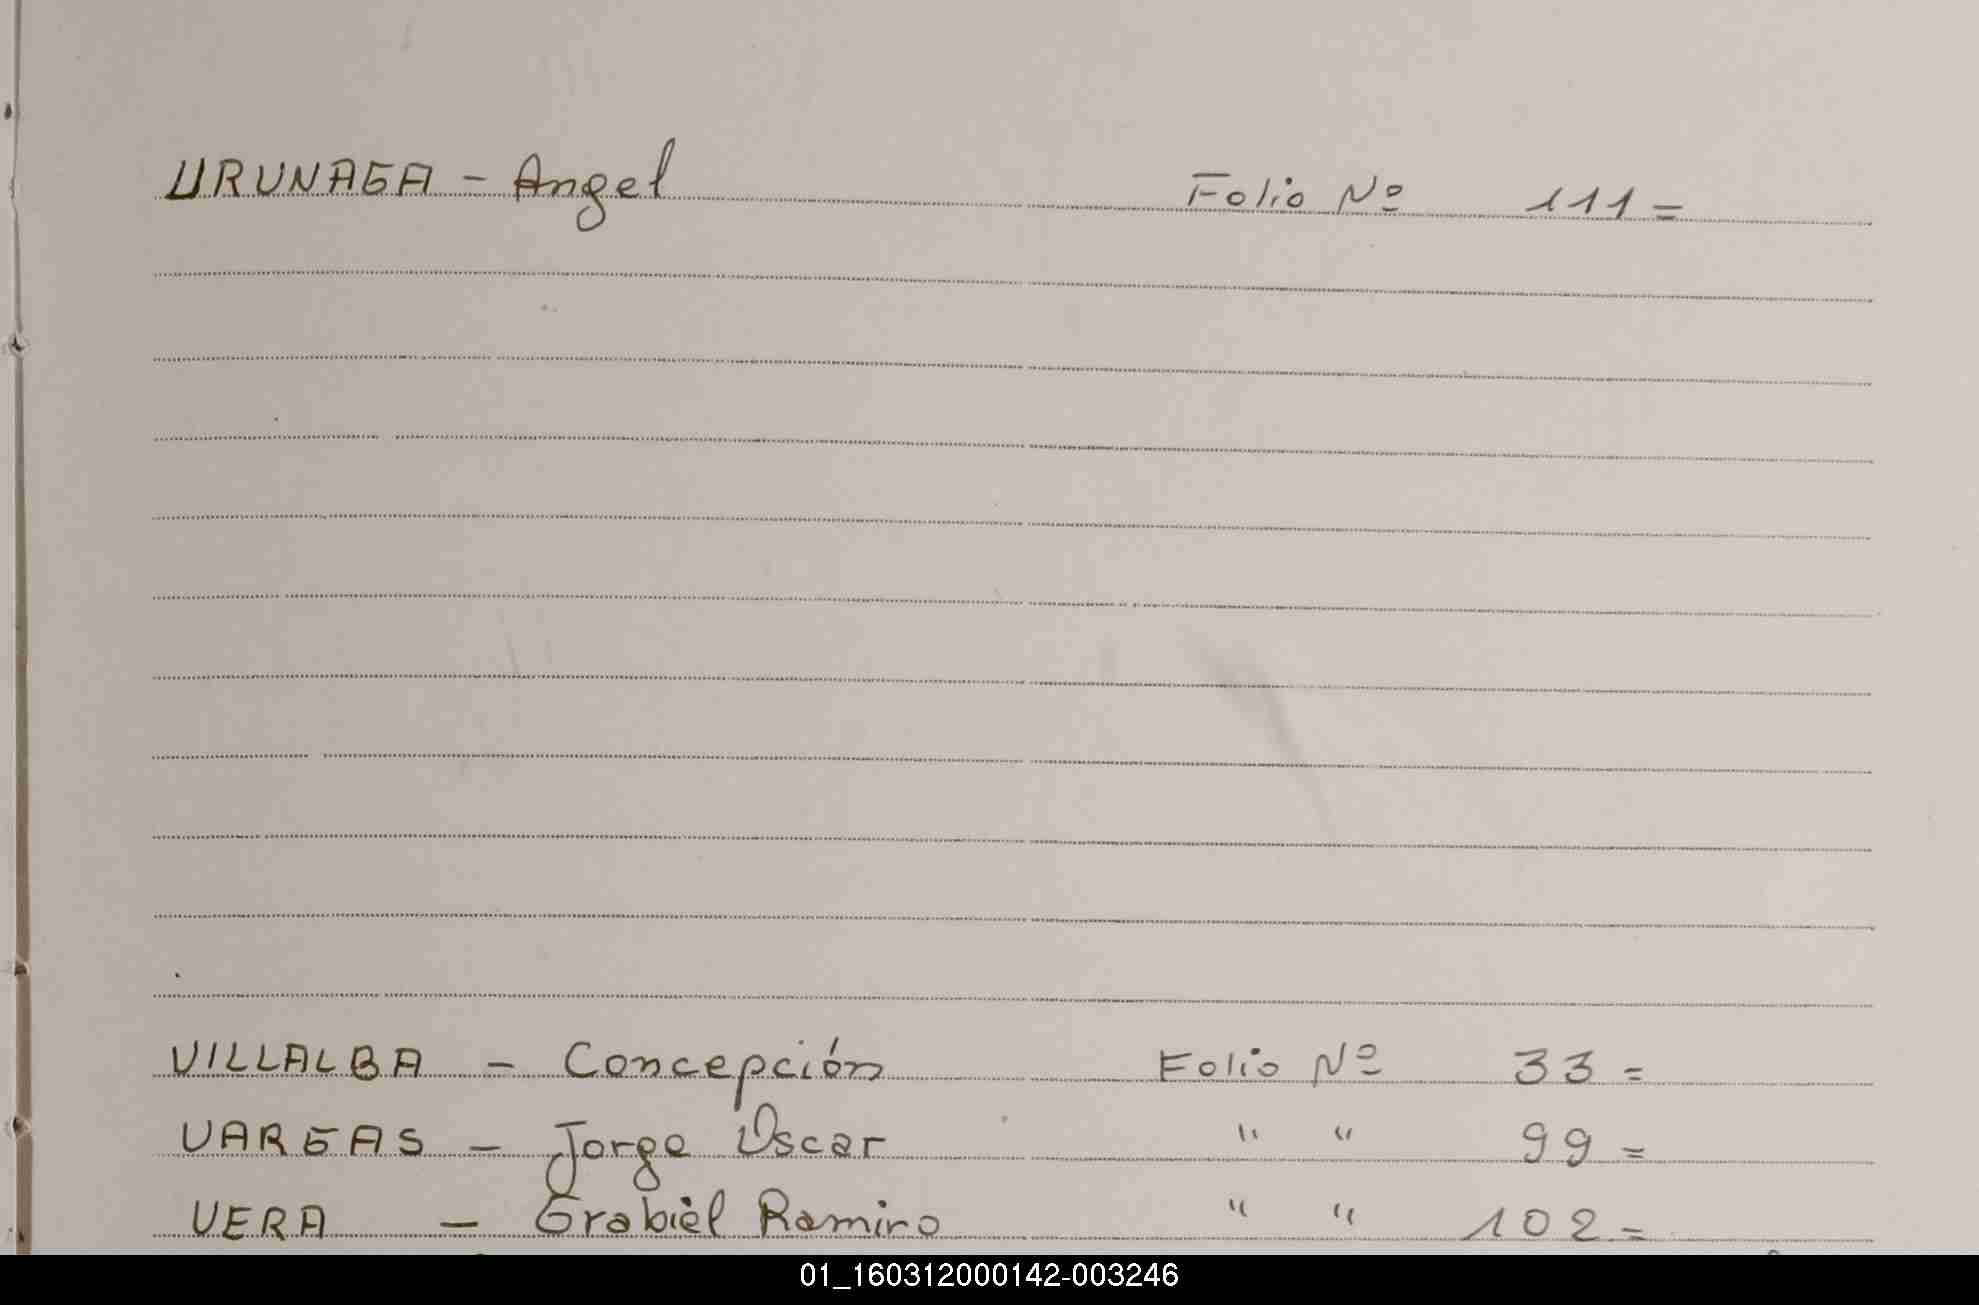 URUNAGA - Angel Folio Nº 111=
VILLALBA - Concepción Folio Nº 33=
VARGAS - Jorge Oscar " " 99=
VERA - Grabiel Ramiro " " 102=
01_160312000142-003246